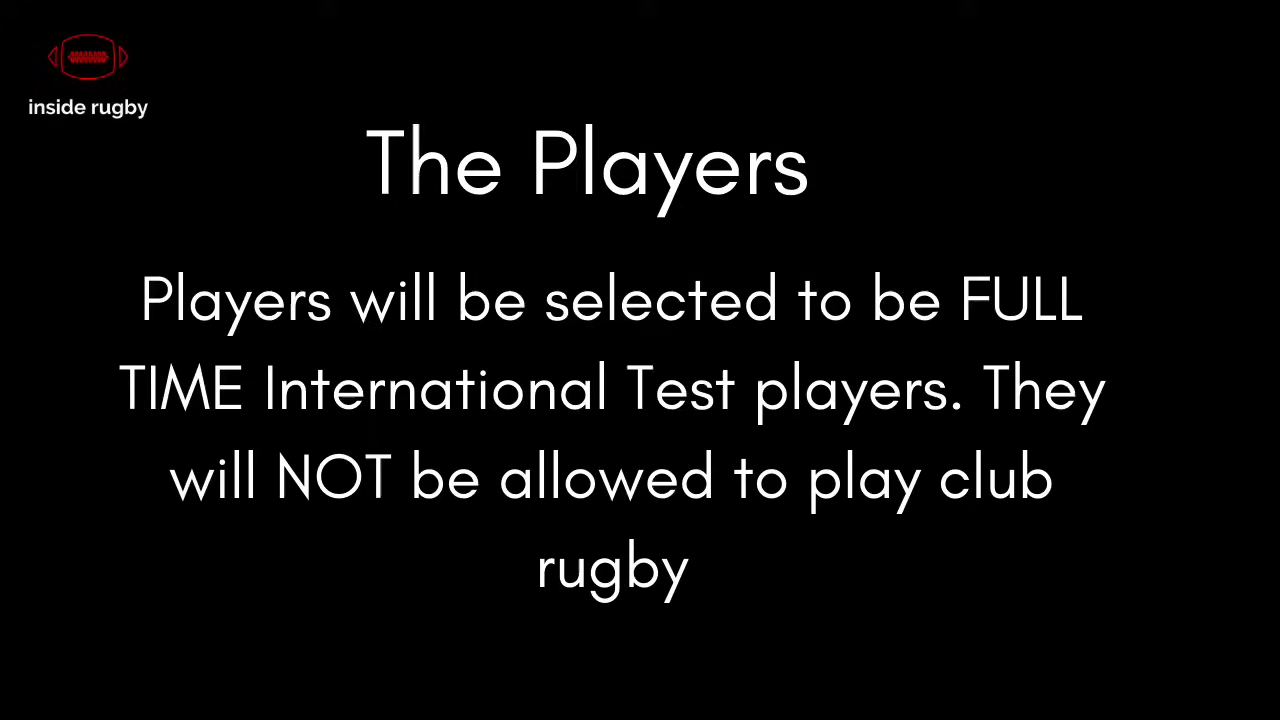 inside rugby
The Players
Players will be selected to be FULL
TIME International Test players. They
will NOT be allowed to play club
rugby